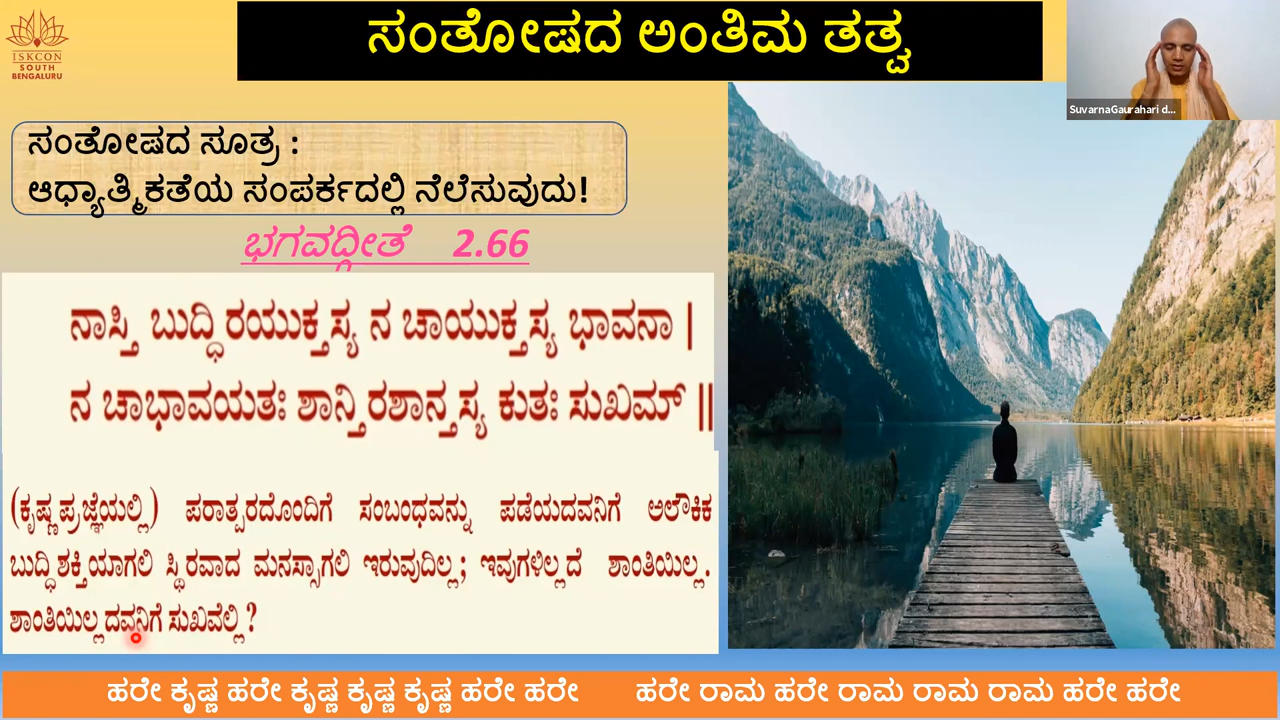 ಸಂತೋಷದ ಅಂತಿಮ ತತ್ವ
ISKCON
SOUTH
BENGALURU
SuvarnaGaurahari d...
ಸಂತೋಷದ ಸೂತ್ರ :
ಆಧ್ಯಾತ್ಮಿಕತೆಯ ಸಂಪರ್ಕದಲ್ಲಿ ನೆಲೆಸುವುದು!
ಭಗವದ್ಗೀತೆ 2.66
ನಾಸ್ತಿ ಬುದ್ಧಿರಯುಕ್ತಸ್ಯ ನ ಚಾಯುಕ್ತಸ್ಯ ಭಾವನಾ |
ನ ಚಾಭಾವಯತಃ ಶಾನ್ತಿರಶಾನ್ತಸ್ಯ ಕುತಃ ಸುಖಮ್ ||
(ಕೃಷ್ಣಪ್ರಜ್ಞೆಯಲ್ಲಿ) ಪರಾತ್ಪರದೊಂದಿಗೆ ಸಂಬಂಧವನ್ನು ಪಡೆಯದವನಿಗೆ ಅಲೌಕಿಕ
ಬುದ್ಧಿಶಕ್ತಿಯಾಗಲಿ ಸ್ಥಿರವಾದ ಮನಸ್ಸಾಗಲಿ ಇರುವುದಿಲ್ಲ; ಇವುಗಳಿಲ್ಲದೆ ಶಾಂತಿಯಿಲ್ಲ.
ಶಾಂತಿಯಿಲ್ಲದವನಿಗೆ ಸುಖವೆಲ್ಲಿ?
ಹರೇ ಕೃಷ್ಣ ಹರೇ ಕೃಷ್ಣ ಕೃಷ್ಣ ಕೃಷ್ಣ ಹರೇ ಹರೇ ಹರೇ ರಾಮ ಹರೇ ರಾಮ ರಾಮ ರಾಮ ಹರೇ ಹರೇ